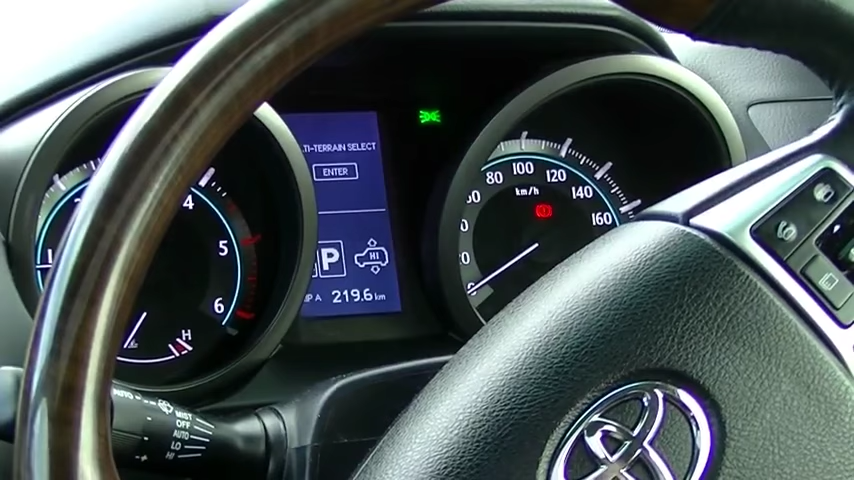 TI-TERRAIN SELECT
ENTER
P
HI
P A 219.6 km
4
5
6
H
80
100
120
140
160
60
km/h
MIST
OFF
AUTO
LO
HI